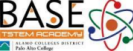 BASE
TSTEM ACADEMY
ALAMO COLLEGES DISTRICT
Palo Alto College